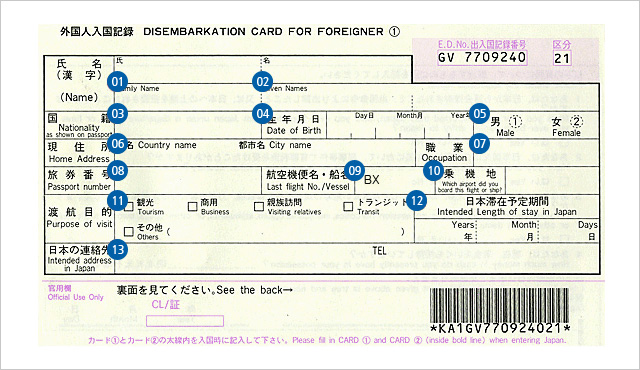 外国人入国記録 DISEMBARKATION CARD FOR FOREIGNER ①
E.D.No.出入国記録番号 区分
GV 7709240 21
氏 名 氏 名
(漢字)
01 Family Name 02 Given Names
(Name)
国籍 03 04 生年月日 Day日 Month月 Year年 05 男 ① 女 ②
Nationality Date of Birth Male Female
as shown on passport
現住所 06 国名 Country name 都市名 City name 職業 07
Home Address Occupation
旅券番号 08 航空機便名・船名 09 BX 10 乗機地
Passport number Last flight No./Vessel Which airport did you
board this flight or ship?
渡航目的 11 観光 商用 親族訪問 トランジット 12 日本滞在予定期間
Purpose of visit Tourism Business Visiting relatives Transit Intended Length of stay in Japan
その他 ( ) Years Month Days
Others 年 月 日
日本の連絡先 13 TEL
Intended address
in Japan
官用欄 裏面を見てください。See the back→
Official Use Only
CL/証
*KA1GV770924021*
カード①とカード②の太線内を入国時に記入して下さい。Please fill in CARD ① and CARD ② (inside bold line) when entering Japan.